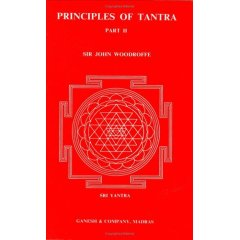 PRINCIPLES OF TANTRA
PART II
SIR JOHN WOODROFFE
SRI YANTRA
GANESH & COMPANY, MADRAS